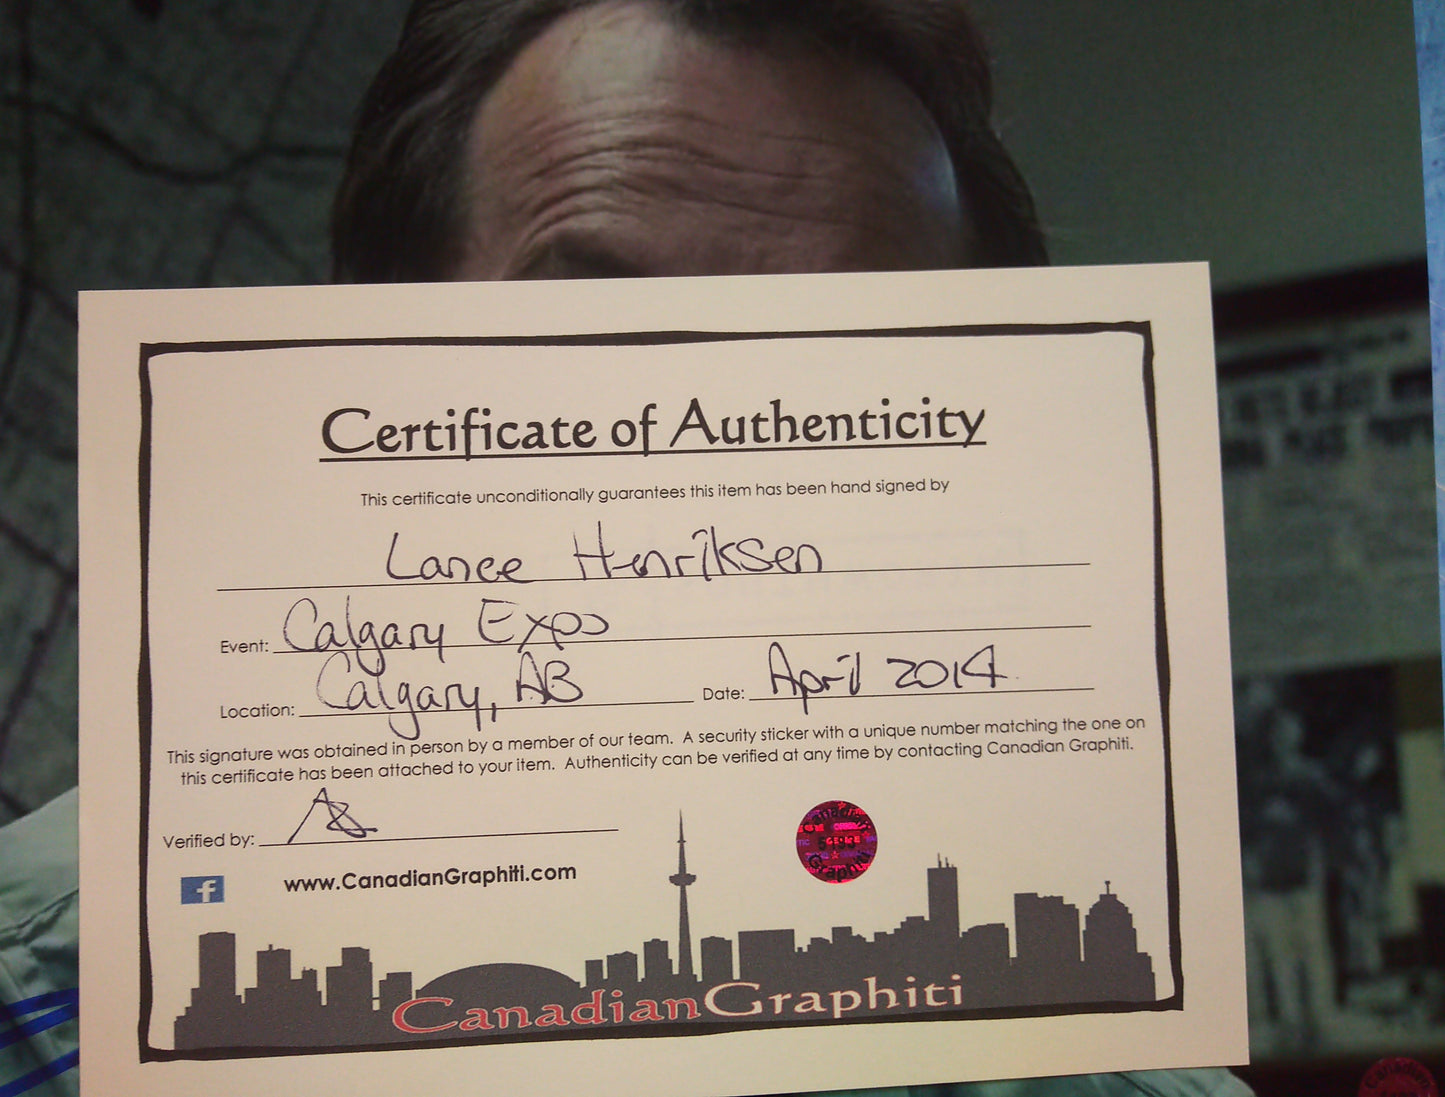 Certificate of Authenticity
This certificate unconditionally guarantees this item has been hand signed by
Lance Henriksen
Event: Calgary Expo
Location: Calgary, AB Date: April 2014
This signature was obtained in person by a member of our team. A security sticker with a unique number matching the one on
this certificate has been attached to your item. Authenticity can be verified at any time by contacting Canadian Graphiti.
Verified by:
Canadian
Graphiti
f
www.CanadianGraphiti.com
CanadianGraphiti
Canadian